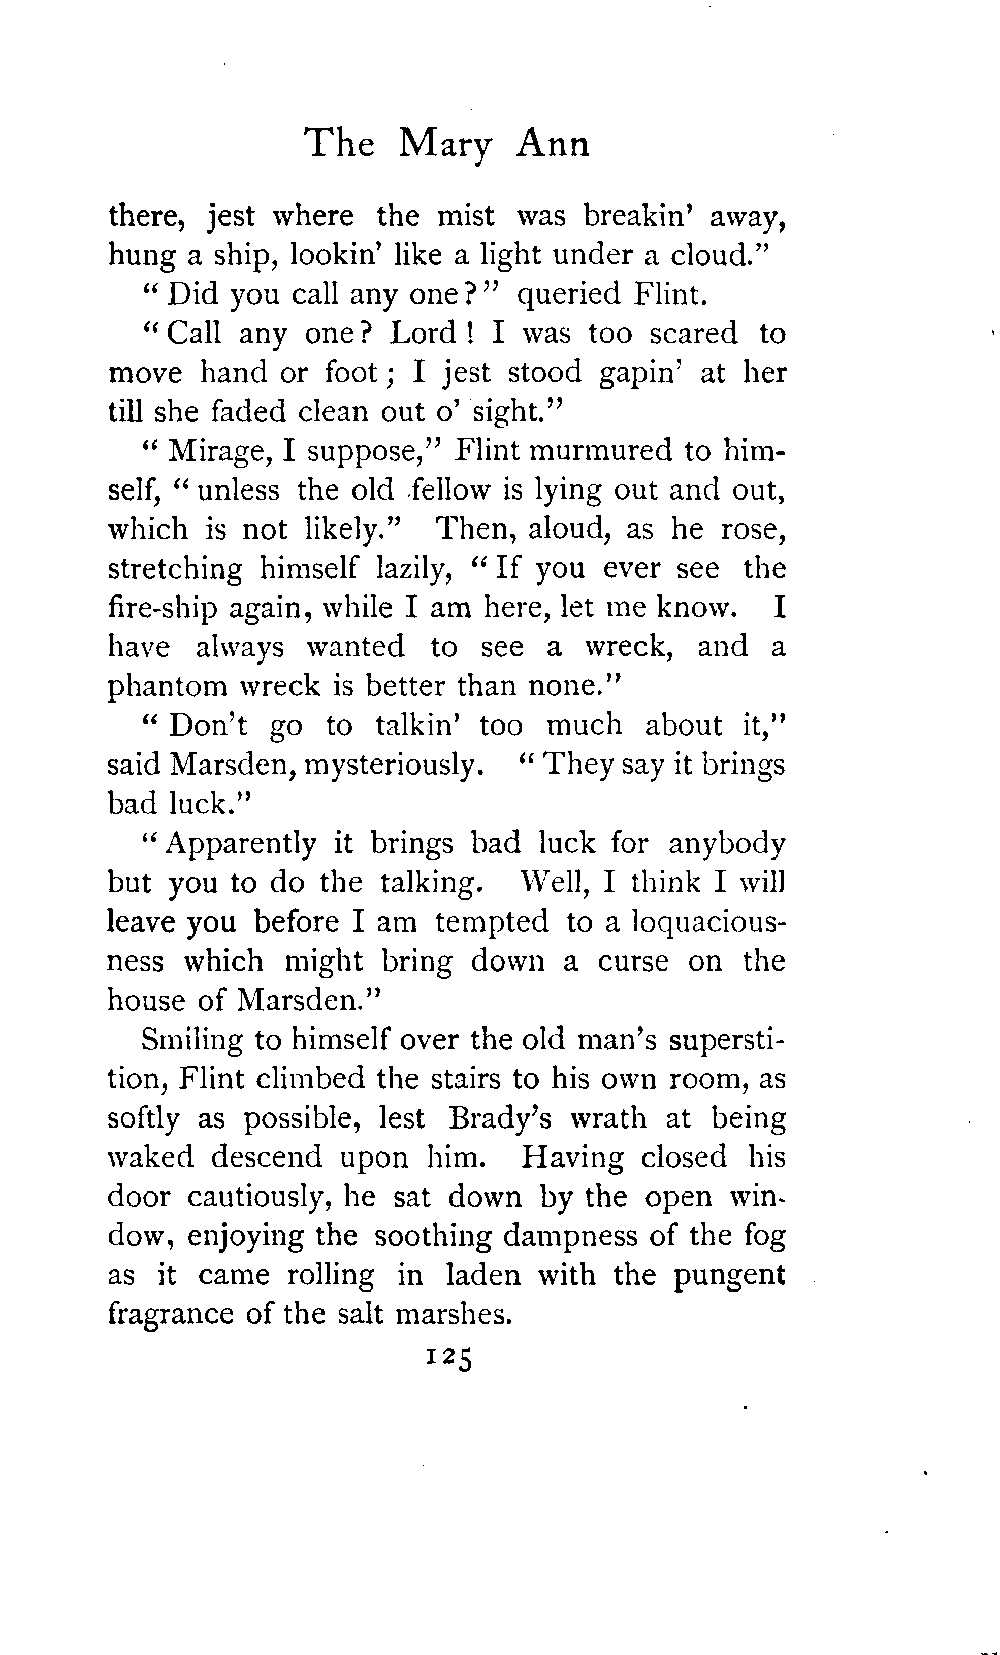 The Mary Ann
there, jest where the mist was breakin' away,
hung a ship, lookin' like a light under a cloud."
"Did you call any one?" queried Flint.
"Call any one? Lord! I was too scared to
move hand or foot; I jest stood gapin' at her
till she faded clean out o' sight."
"Mirage, I suppose," Flint murmured to him-
self, "unless the old fellow is lying out and out,
which is not likely." Then, aloud, as he rose,
stretching himself lazily, "If you ever see the
fire-ship again, while I am here, let me know. I
have always wanted to see a wreck, and a
phantom wreck is better than none."
"Don't go to talkin' too much about it,"
said Marsden, mysteriously. "They say it brings
bad luck."
"Apparently it brings bad luck for anybody
but you to do the talking. Well, I think I will
leave you before I am tempted to a loquacious-
ness which might bring down a curse on the
house of Marsden."
Smiling to himself over the old man's supersti-
tion, Flint climbed the stairs to his own room, as
softly as possible, lest Brady's wrath at being
waked descend upon him. Having closed his
door cautiously, he sat down by the open win-
dow, enjoying the soothing dampness of the fog
as it came rolling in laden with the pungent
fragrance of the salt marshes.
125